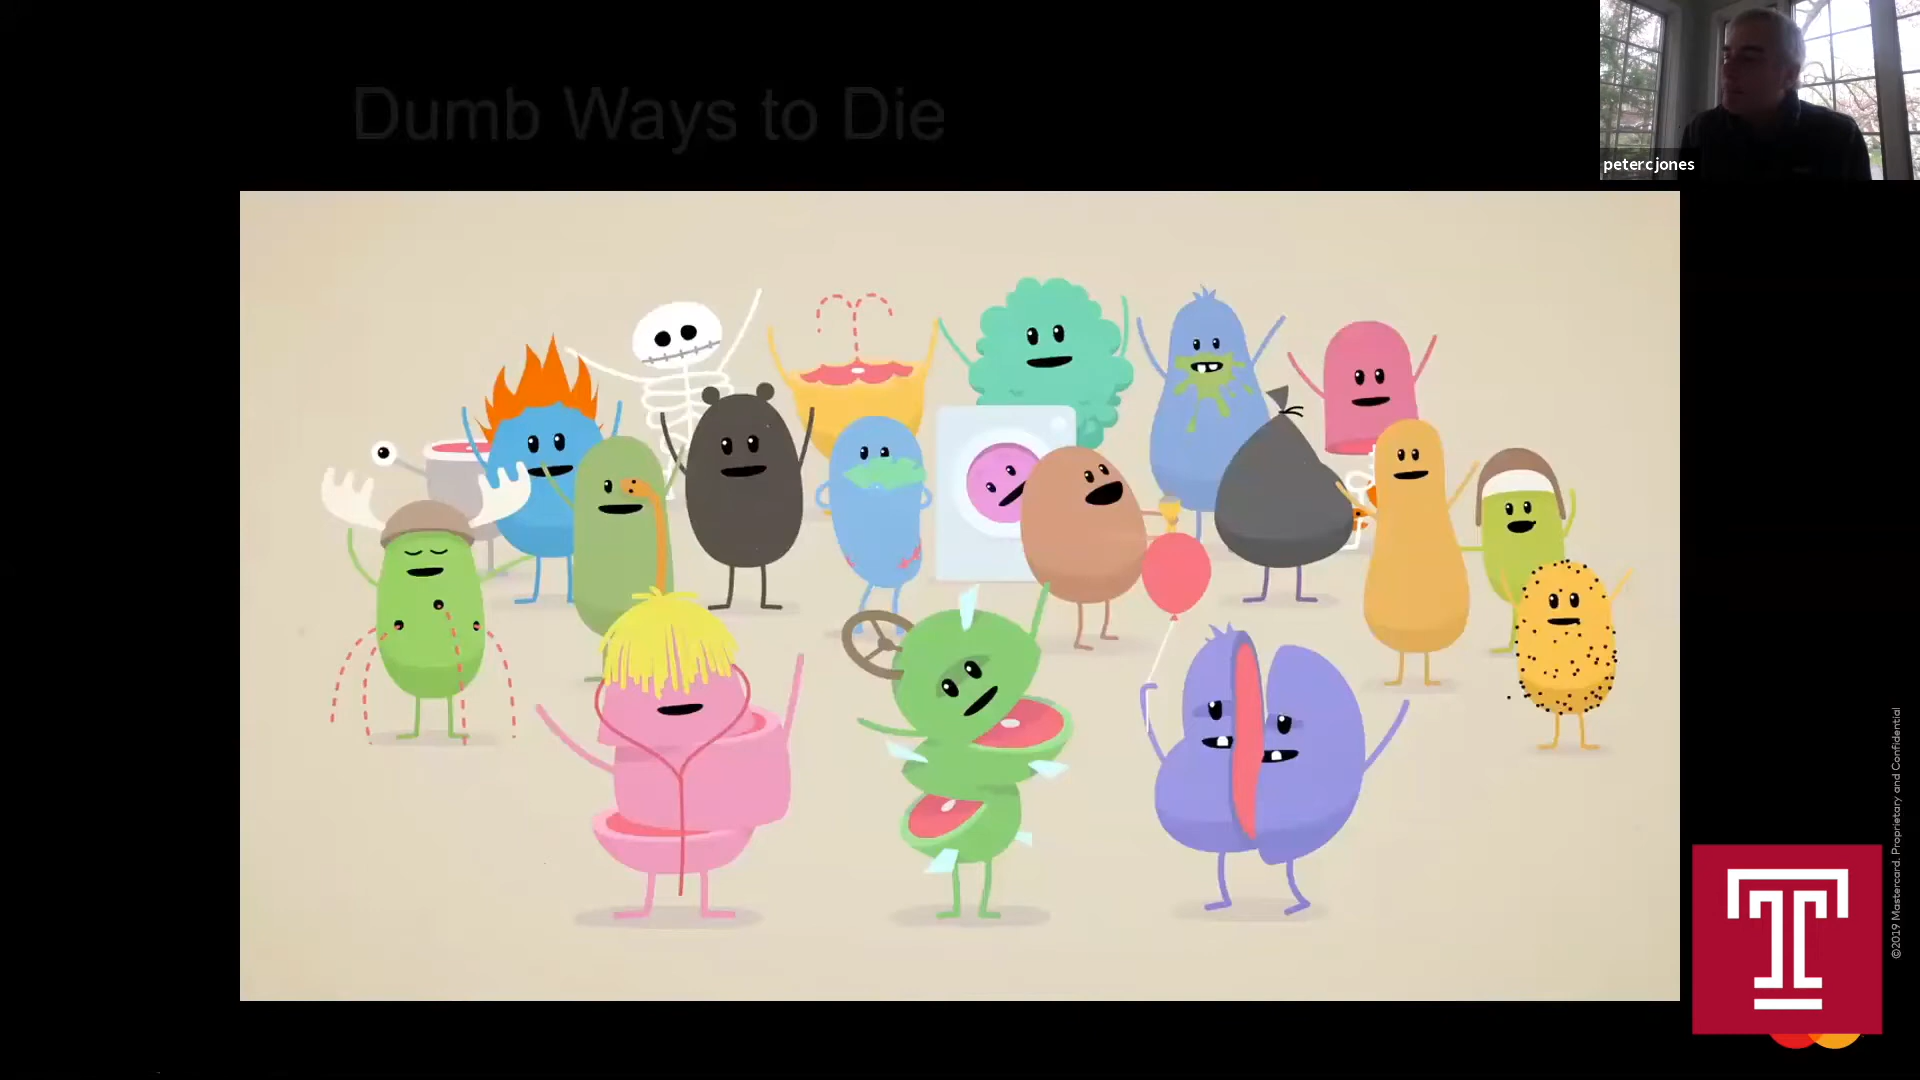 Dumb Ways to Die
petercjones
©2019 Mastercard. Proprietary and Confidential
T